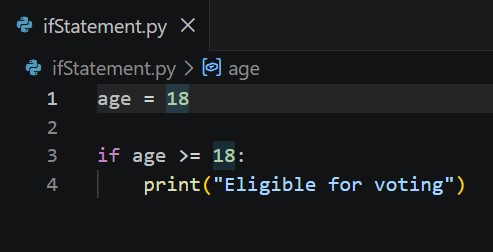 ifStatement.py
ifStatement.py > age
1 age = 18
2
3 if age >= 18:
4     print("Eligible for voting")